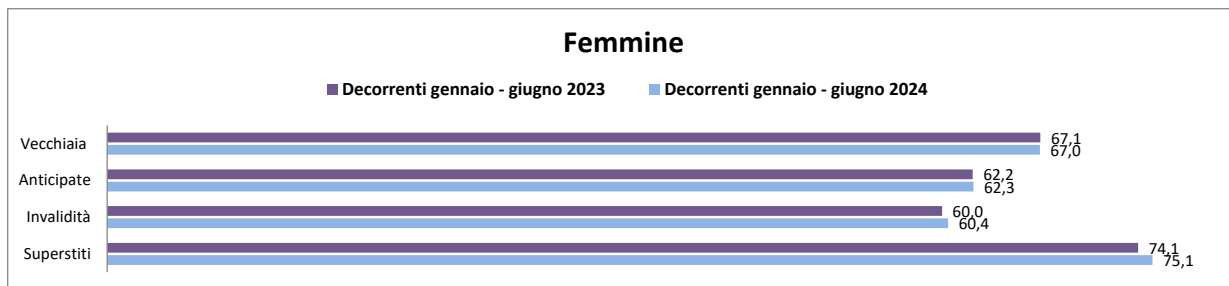 Femmine
Decorrenti gennaio - giugno 2023 Decorrenti gennaio - giugno 2024
Vecchiaia 67,1
67,0
Anticipate 62,2
62,3
Invalidità 60,0
60,4
Superstiti 74,1
75,1